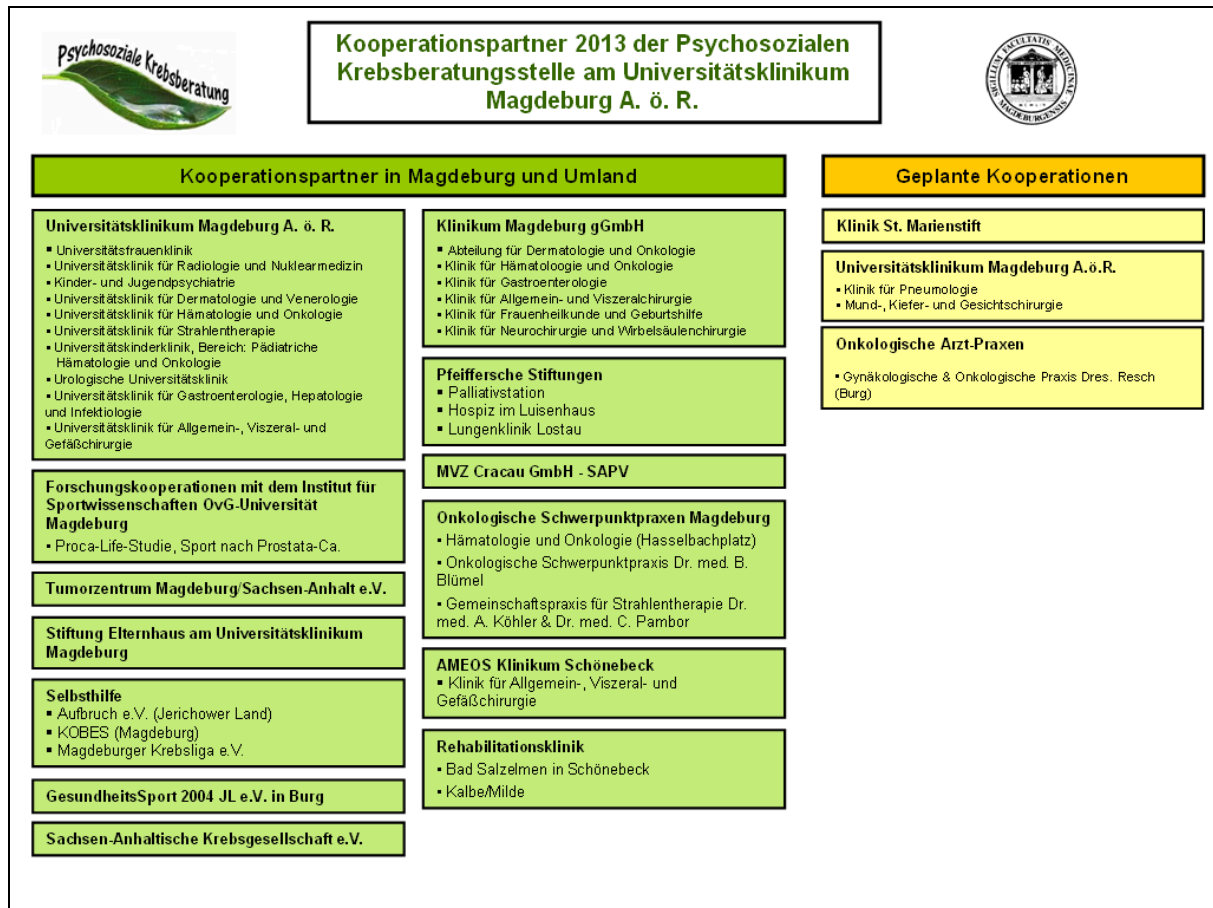 Psychosoziale Krebsberatung
Kooperationspartner 2013 der Psychosozialen
Krebsberatungsstelle am Universitätsklinikum
Magdeburg A. ö. R.
SIGILLUM FACULTATIS MEDICINAE
MAGDEBURGENSIS
Kooperationspartner in Magdeburg und Umland
Universitätsklinikum Magdeburg A. ö. R.
▪ Universitätsfrauenklinik
▪ Universitätsklinik für Radiologie und Nuklearmedizin
▪ Kinder- und Jugendpsychiatrie
▪ Universitätsklinik für Dermatologie und Venerologie
▪ Universitätsklinik für Hämatologie und Onkologie
▪ Universitätsklinik für Strahlentherapie
▪ Universitätskinderklinik, Bereich: Pädiatriche
Hämatologie und Onkologie
▪ Urologische Universitätsklinik
▪ Universitätsklinik für Gastroenterologie, Hepatologie
und Infektiologie
▪ Universitätsklinik für Allgemein-, Viszeral- und
Gefäßchirurgie
Forschungskooperationen mit dem Institut für
Sportwissenschaften OvG-Universität
Magdeburg
▪ Proca-Life-Studie, Sport nach Prostata-Ca.
Tumorzentrum Magdeburg/Sachsen-Anhalt e.V.
Stiftung Elternhaus am Universitätsklinikum
Magdeburg
Selbsthilfe
▪ Aufbruch e.V. (Jerichower Land)
▪ KOBES (Magdeburg)
▪ Magdeburger Krebsliga e.V.
GesundheitsSport 2004 JL e.V. in Burg
Sachsen-Anhaltische Krebsgesellschaft e.V.
Klinikum Magdeburg gGmbH
▪ Abteilung für Dermatologie und Onkologie
▪ Klinik für Hämatoloogie und Onkologie
▪ Klinik für Gastroenterologie
▪ Klinik für Allgemein- und Viszeralchirurgie
▪ Klinik für Frauenheilkunde und Geburtshilfe
▪ Klinik für Neurochirurgie und Wirbelsäulenchirurgie
Pfeiffersche Stiftungen
▪ Palliativstation
▪ Hospiz im Luisenhaus
▪ Lungenklinik Lostau
MVZ Cracau GmbH - SAPV
Onkologische Schwerpunktpraxen Magdeburg
▪ Hämatologie und Onkologie (Hasselbachplatz)
▪ Onkologische Schwerpunktpraxis Dr. med. B.
Blümel
▪ Gemeinschaftspraxis für Strahlentherapie Dr.
med. A. Köhler & Dr. med. C. Pambor
AMEOS Klinikum Schönebeck
▪ Klinik für Allgemein-, Viszeral- und
Gefäßchirurgie
Rehabilitationsklinik
▪ Bad Salzelmen in Schönebeck
▪ Kalbe/Milde
Geplante Kooperationen
Klinik St. Marienstift
Universitätsklinikum Magdeburg A.ö.R.
▪ Klinik für Pneumologie
▪ Mund-, Kiefer- und Gesichtschirurgie
Onkologische Arzt-Praxen
▪ Gynäkologische & Onkologische Praxis Dres. Resch
(Burg)